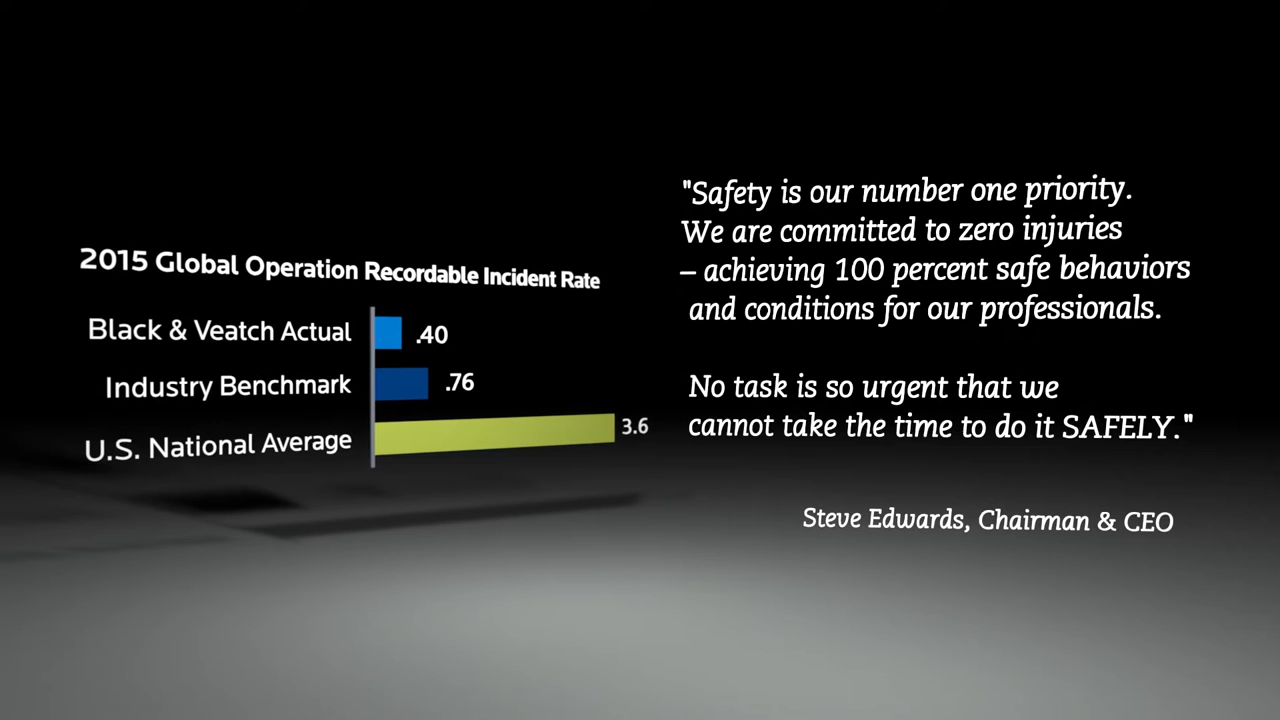 2015 Global Operation Recordable Incident Rate
Black & Veatch Actual .40
Industry Benchmark .76
U.S. National Average 3.6
"Safety is our number one priority.
We are committed to zero injuries
– achieving 100 percent safe behaviors
and conditions for our professionals.
No task is so urgent that we
cannot take the time to do it SAFELY."
Steve Edwards, Chairman & CEO